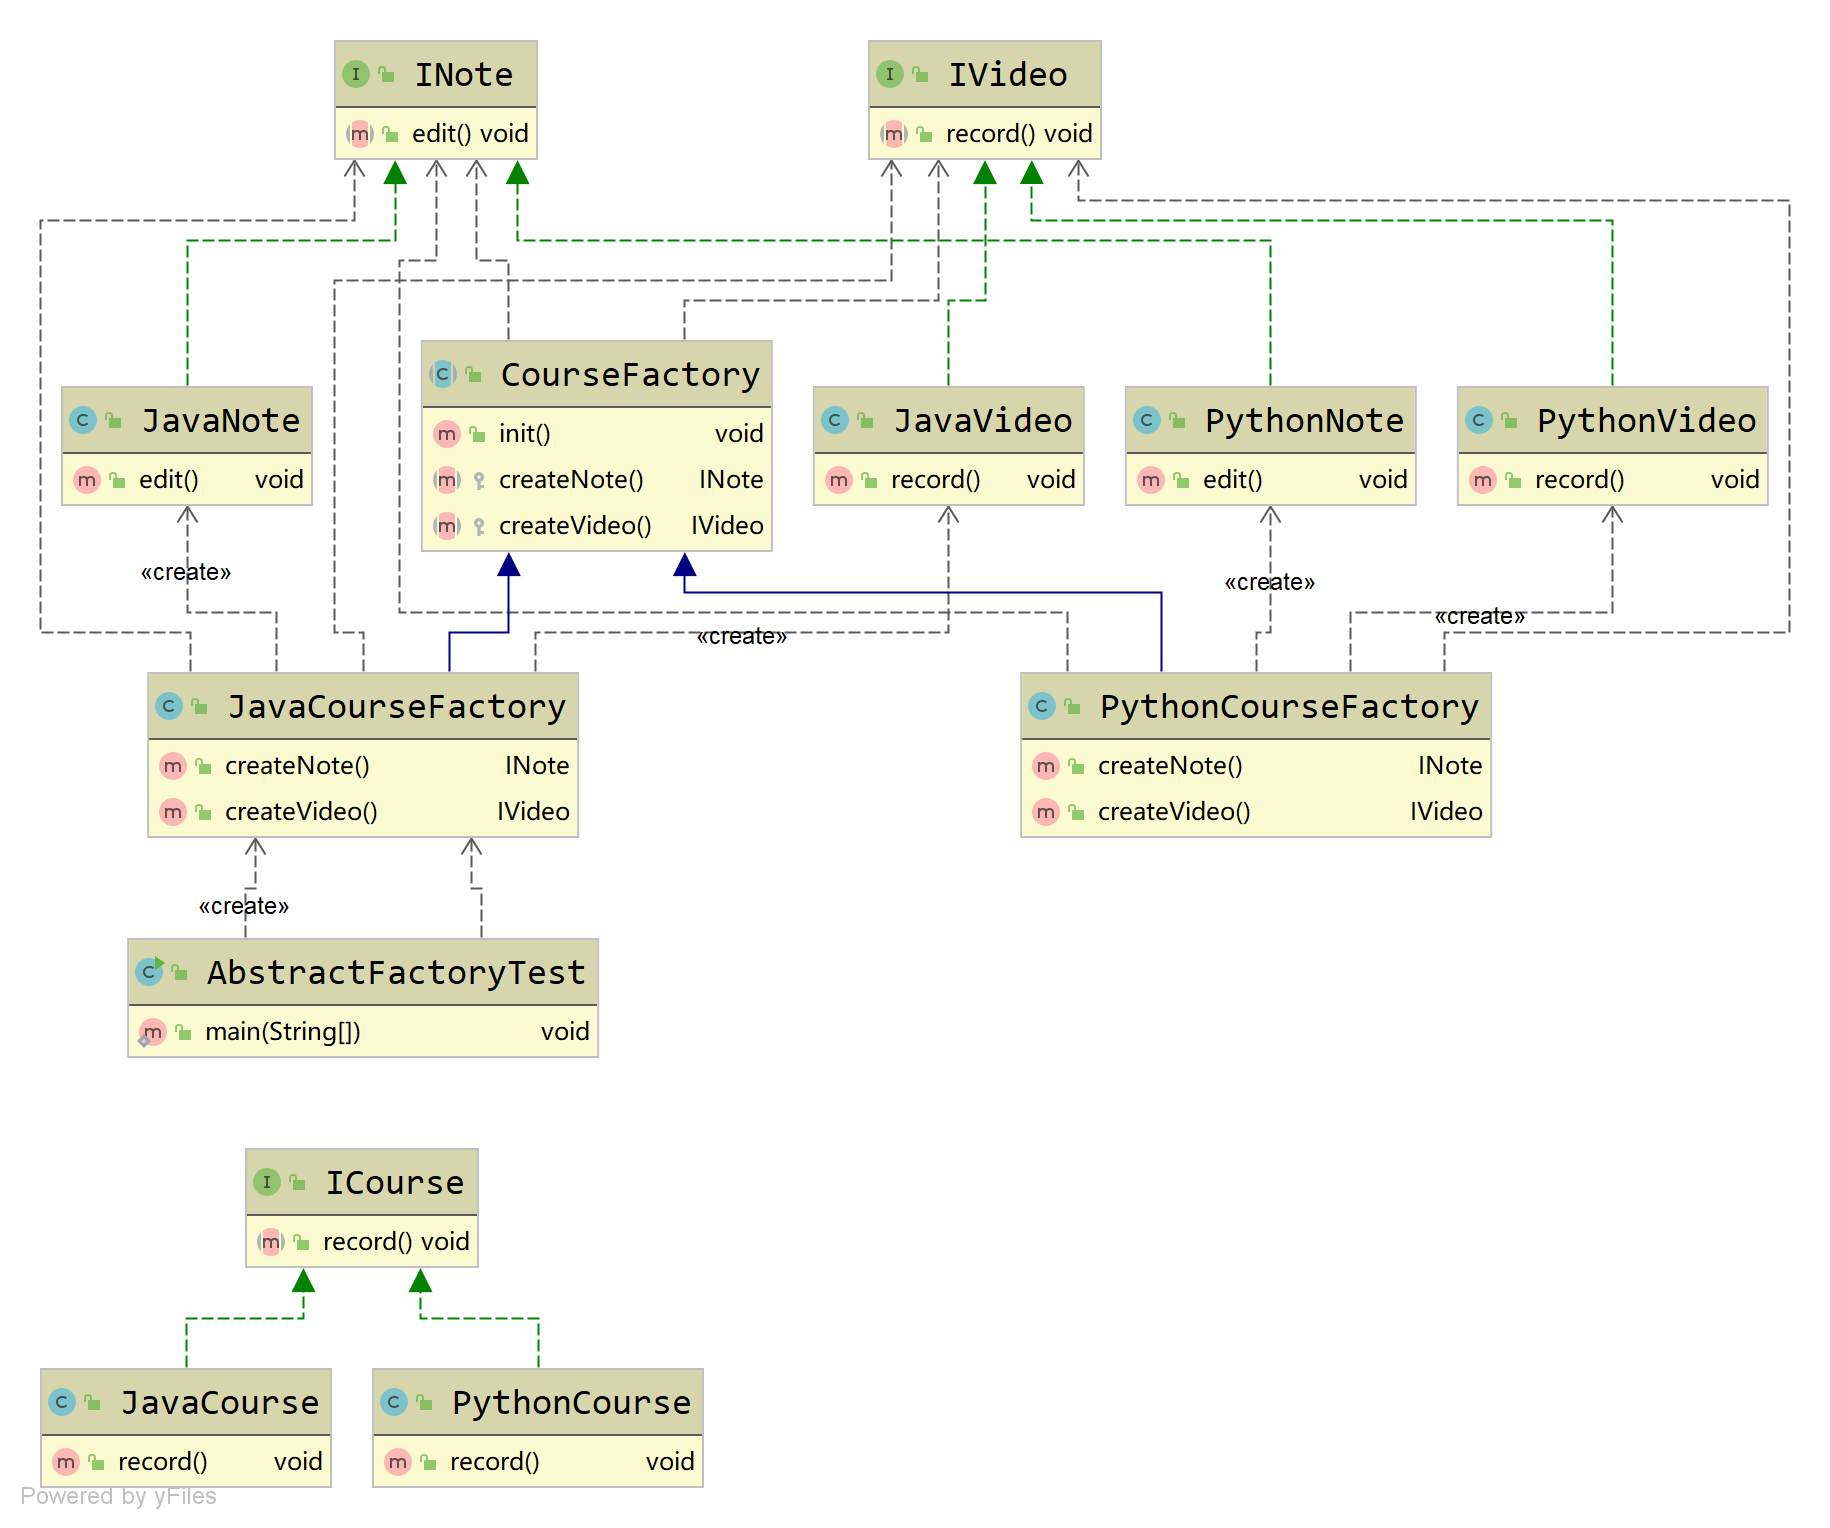 INote
edit() void
IVideo
record() void
JavaNote
edit() void
CourseFactory
init() void
createNote() INote
createVideo() IVideo
JavaVideo
record() void
PythonNote
edit() void
PythonVideo
record() void
«create»
«create»
«create»
«create»
JavaCourseFactory
createNote() INote
createVideo() IVideo
PythonCourseFactory
createNote() INote
createVideo() IVideo
«create»
AbstractFactoryTest
main(String[]) void
ICourse
record() void
JavaCourse
record() void
PythonCourse
record() void
Powered by yFiles